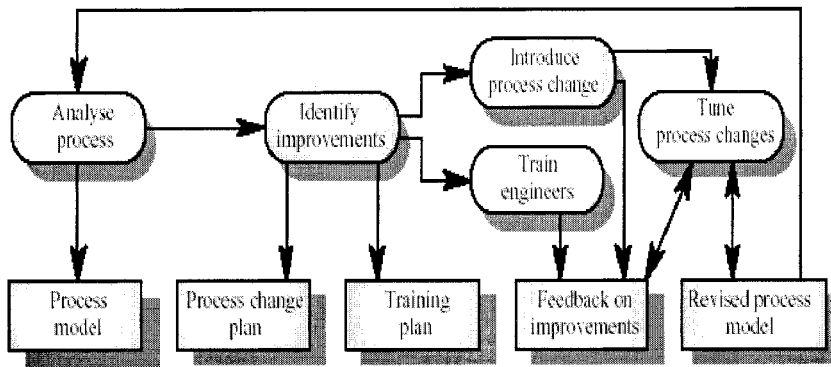 Analyse
process
Identify
improvements
Introduce
process change
Train
engineers
Tune
process changes
Process
model
Process change
plan
Training
plan
Feedback on
improvements
Revised process
model